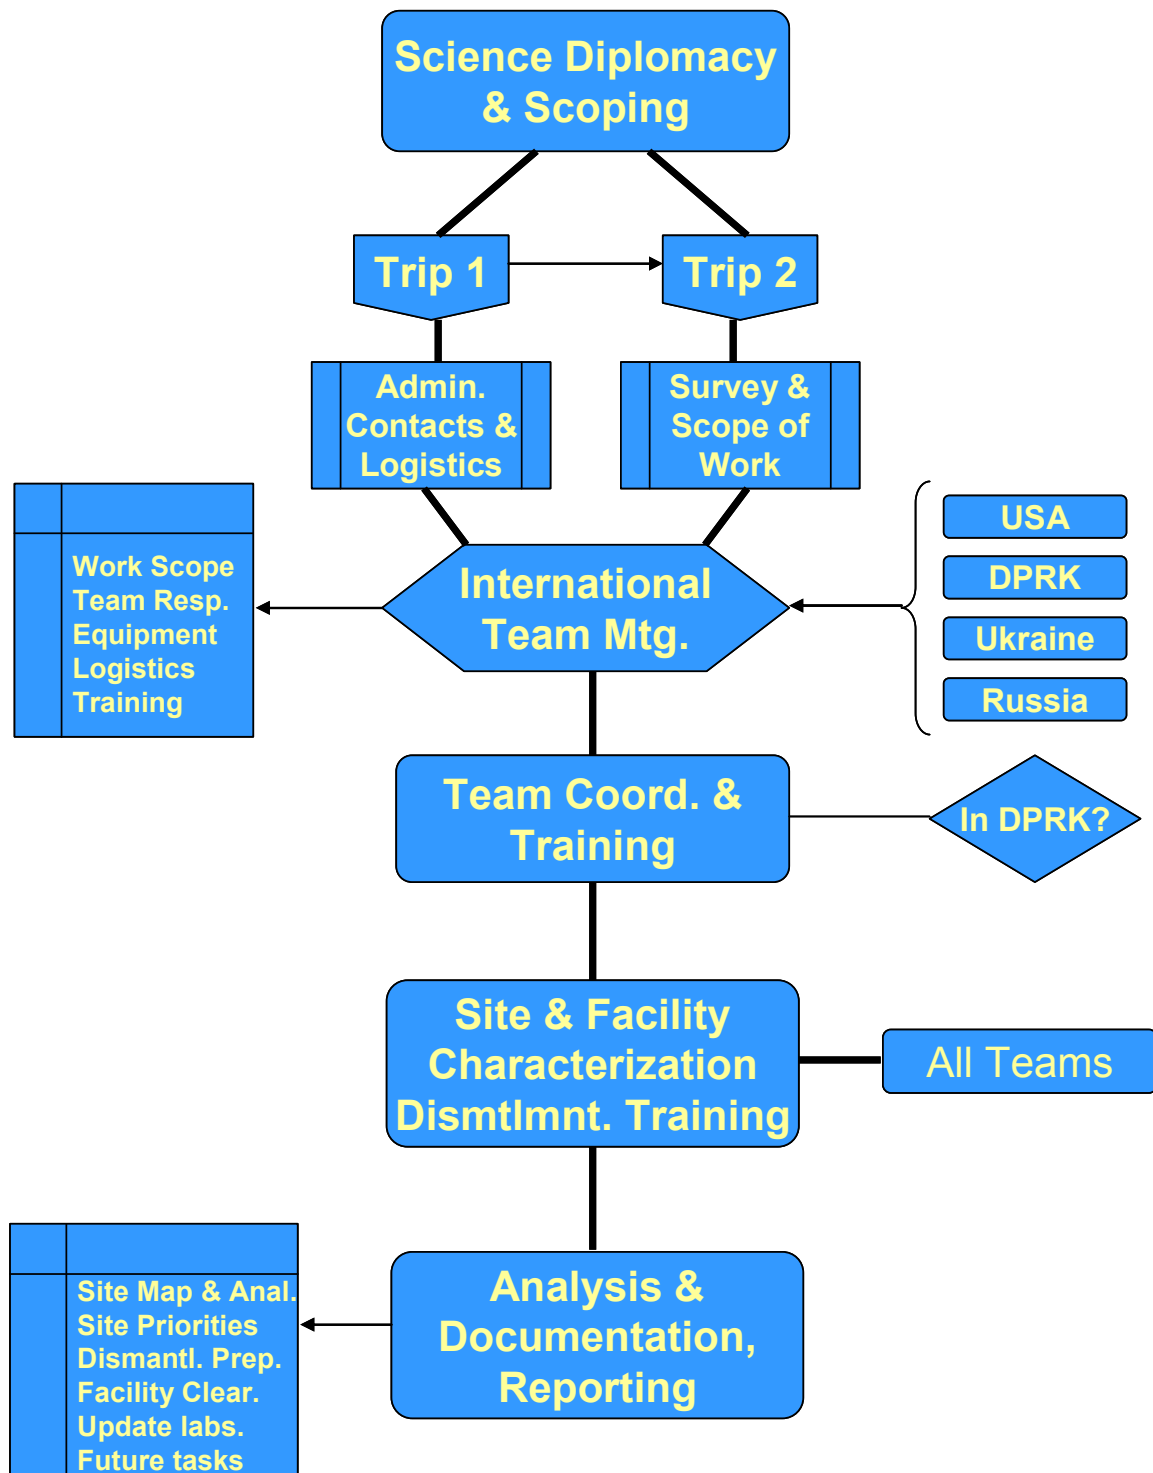 Science Diplomacy
& Scoping
Trip 1
Trip 2
Admin.
Contacts &
Logistics
Survey &
Scope of
Work
Work Scope
Team Resp.
Equipment
Logistics
Training
International
Team Mtg.
USA
DPRK
Ukraine
Russia
Team Coord. &
Training
In DPRK?
Site & Facility
Characterization
Dismtlmnt. Training
All Teams
Site Map & Anal.
Site Priorities
Dismantl. Prep.
Facility Clear.
Update labs.
Future tasks
Analysis &
Documentation,
Reporting